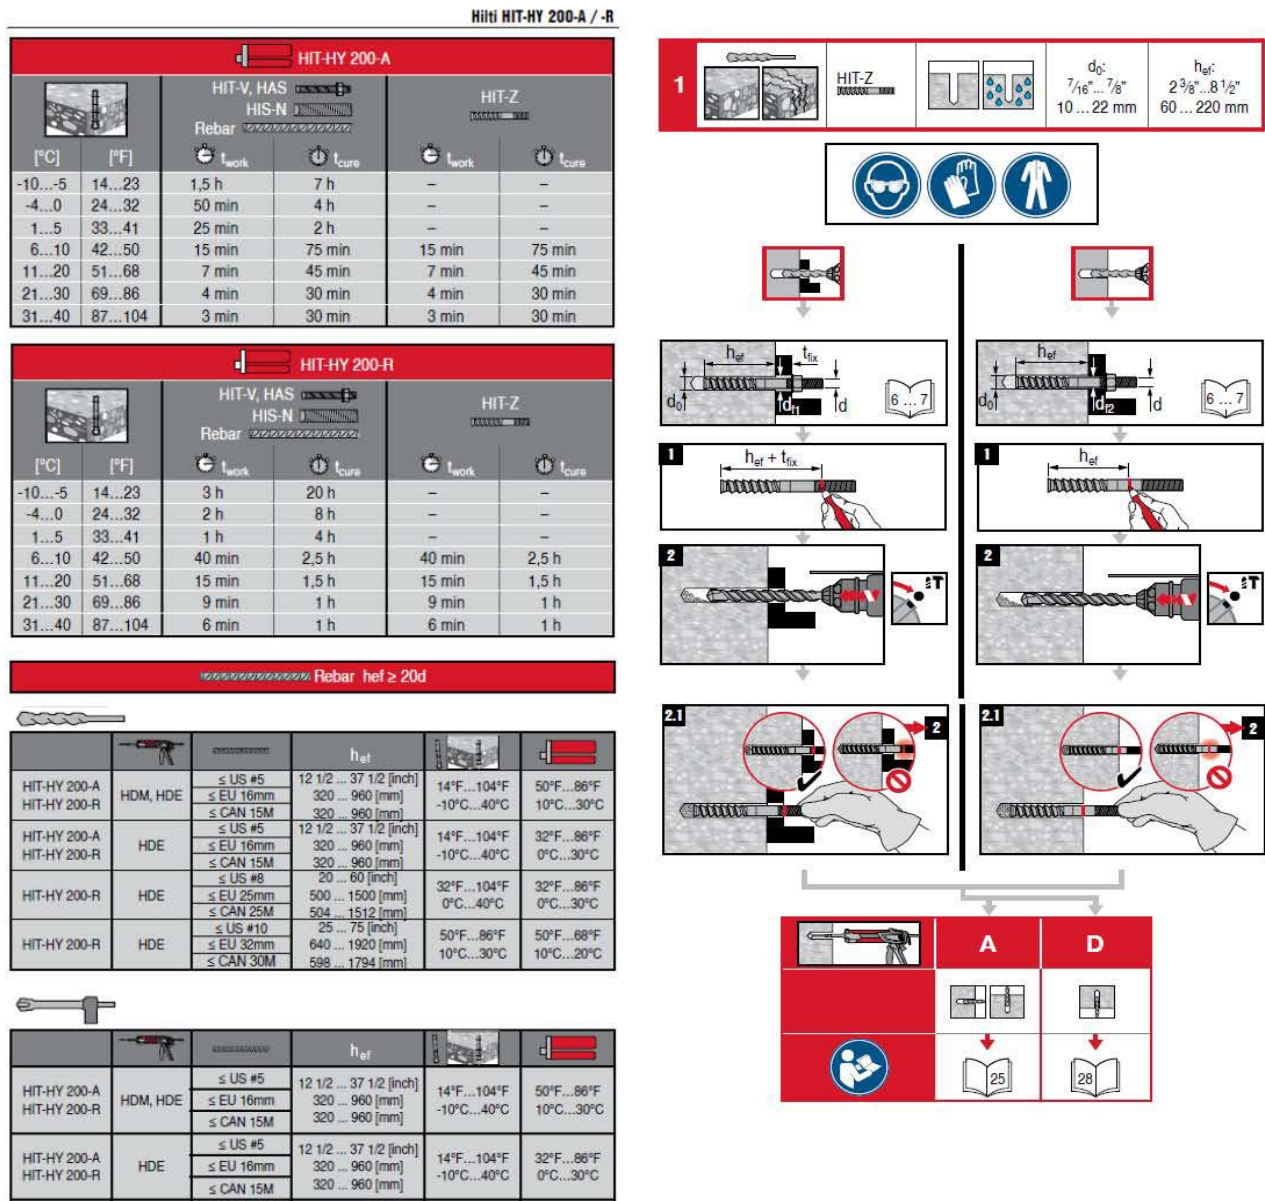 Hilti HIT-HY 200-A / -R
HIT-HY 200-A
HIT-V, HAS
HIS-N
Rebar
HIT-Z
[°C] [°F] twork tcure twork tcure
-10...-5 14...23 1,5 h 7 h – –
-4...0 24...32 50 min 4 h – –
1...5 33...41 25 min 2 h – –
6...10 42...50 15 min 75 min 15 min 75 min
11...20 51...68 7 min 45 min 7 min 45 min
21...30 69...86 4 min 30 min 4 min 30 min
31...40 87...104 3 min 30 min 3 min 30 min
HIT-HY 200-R
HIT-V, HAS
HIS-N
Rebar
HIT-Z
[°C] [°F] twork tcure twork tcure
-10...-5 14...23 3 h 20 h – –
-4...0 24...32 2 h 8 h – –
1...5 33...41 1 h 4 h – –
6...10 42...50 40 min 2,5 h 40 min 2,5 h
11...20 51...68 15 min 1,5 h 15 min 1,5 h
21...30 69...86 9 min 1 h 9 min 1 h
31...40 87...104 6 min 1 h 6 min 1 h
Rebar hef ≥ 20d
hef
HIT-HY 200-A
HIT-HY 200-R
HDM, HDE
≤ US #5 12 1/2 ... 37 1/2 [inch]
≤ EU 16mm 320 ... 960 [mm]
≤ CAN 15M 320 ... 960 [mm]
14°F...104°F
-10°C...40°C
50°F...86°F
10°C...30°C
HIT-HY 200-A
HIT-HY 200-R
HDE
≤ US #5 12 1/2 ... 37 1/2 [inch]
≤ EU 16mm 320 ... 960 [mm]
≤ CAN 15M 320 ... 960 [mm]
14°F...104°F
-10°C...40°C
32°F...86°F
0°C...30°C
HIT-HY 200-R
HDE
≤ US #8 20 ... 60 [inch]
≤ EU 25mm 500 ... 1500 [mm]
≤ CAN 25M 504 ... 1512 [mm]
32°F...104°F
0°C...40°C
32°F...86°F
0°C...30°C
HIT-HY 200-R
HDE
≤ US #10 25 ... 75 [inch]
≤ EU 32mm 640 ... 1920 [mm]
≤ CAN 30M 598 ... 1794 [mm]
50°F...86°F
10°C...30°C
50°F...68°F
10°C...20°C
hef
HIT-HY 200-A
HIT-HY 200-R
HDM, HDE
≤ US #5 12 1/2 ... 37 1/2 [inch]
≤ EU 16mm 320 ... 960 [mm]
≤ CAN 15M 320 ... 960 [mm]
14°F...104°F
-10°C...40°C
50°F...86°F
10°C...30°C
HIT-HY 200-A
HIT-HY 200-R
HDE
≤ US #5 12 1/2 ... 37 1/2 [inch]
≤ EU 16mm 320 ... 960 [mm]
≤ CAN 15M 320 ... 960 [mm]
14°F...104°F
-10°C...40°C
32°F...86°F
0°C...30°C
1
HIT-Z
d0:
7/16"... 7/8"
10 ... 22 mm
hef:
2 3/8"...8 1/2"
60 ... 220 mm
hef tfix
d0 df1 d
6 ... 7
hef
d0 df2 d
6 ... 7
1
hef + tfix
1
hef
2
2
2.1
2
2.1
2
A D
25 28